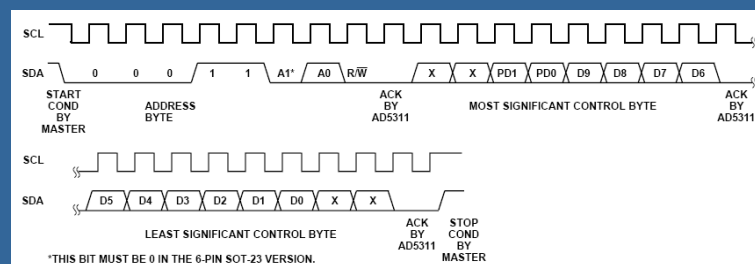 SCL
SDA 0 0 0 1 1 A1* A0 R/W̅ X X PD1 PD0 D9 D8 D7 D6
START
COND
BY
MASTER
ADDRESS
BYTE
ACK
BY
AD5311
MOST SIGNIFICANT CONTROL BYTE
ACK
BY
AD5311
SCL
SDA D5 D4 D3 D2 D1 D0 X X
LEAST SIGNIFICANT CONTROL BYTE
ACK
BY
AD5311
STOP
COND
BY
MASTER
*THIS BIT MUST BE 0 IN THE 6-PIN SOT-23 VERSION.